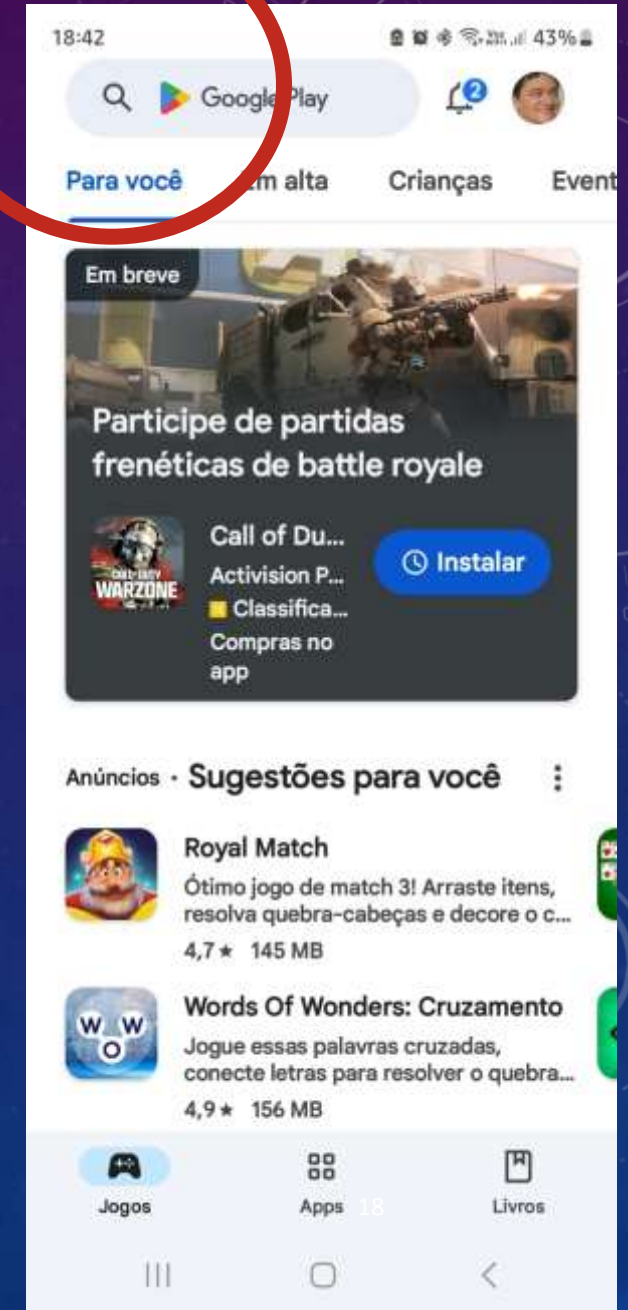 18:42
43%
Google Play
2
Para você
Em alta
Crianças
Event
Em breve
Participe de partidas
frenéticas de battle royale
CALL OF DUTY
WARZONE
Call of Du...
Activision P...
Classifica...
Compras no
app
Instalar
Anúncios · Sugestões para você
Royal Match
Ótimo jogo de match 3! Arraste itens,
resolva quebra-cabeças e decore o c...
4,7★ 145 MB
W W
O
Words Of Wonders: Cruzamento
Jogue essas palavras cruzadas,
conecte letras para resolver o quebra...
4,9★ 156 MB
Jogos
Apps
18
Livros